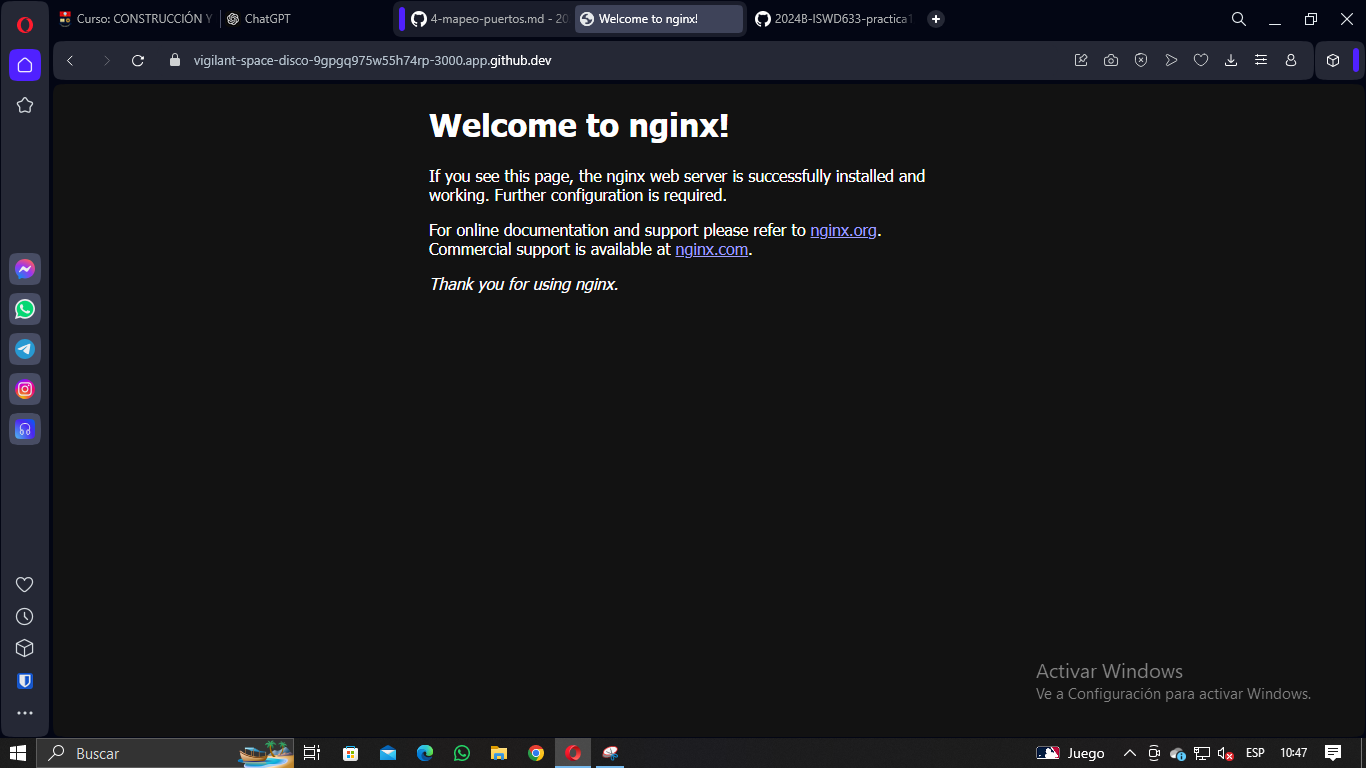 Curso: CONSTRUCCIÓN Y
ChatGPT
4-mapeo-puertos.md - 20
Welcome to nginx!
2024B-ISWD633-practica1
vigilant-space-disco-9gpgq975w55h74rp-3000.app.github.dev
Welcome to nginx!
If you see this page, the nginx web server is successfully installed and
working. Further configuration is required.
For online documentation and support please refer to nginx.org.
Commercial support is available at nginx.com.
Thank you for using nginx.
Activar Windows
Ve a Configuración para activar Windows.
Buscar
Juego
ESP
10:47